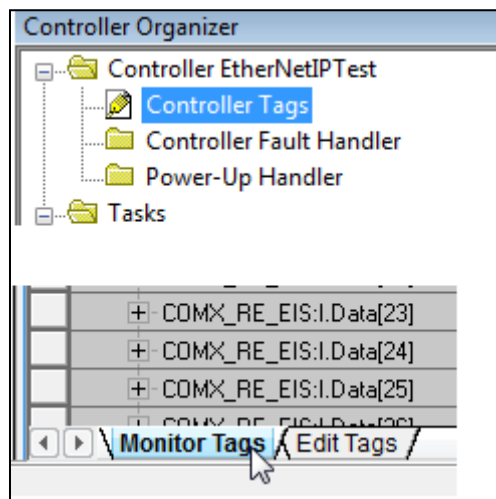 Controller Organizer
Controller EtherNetIPTest
Controller Tags
Controller Fault Handler
Power-Up Handler
Tasks
COMX_RE_EIS:I.Data[23]
COMX_RE_EIS:I.Data[24]
COMX_RE_EIS:I.Data[25]
Monitor Tags
Edit Tags